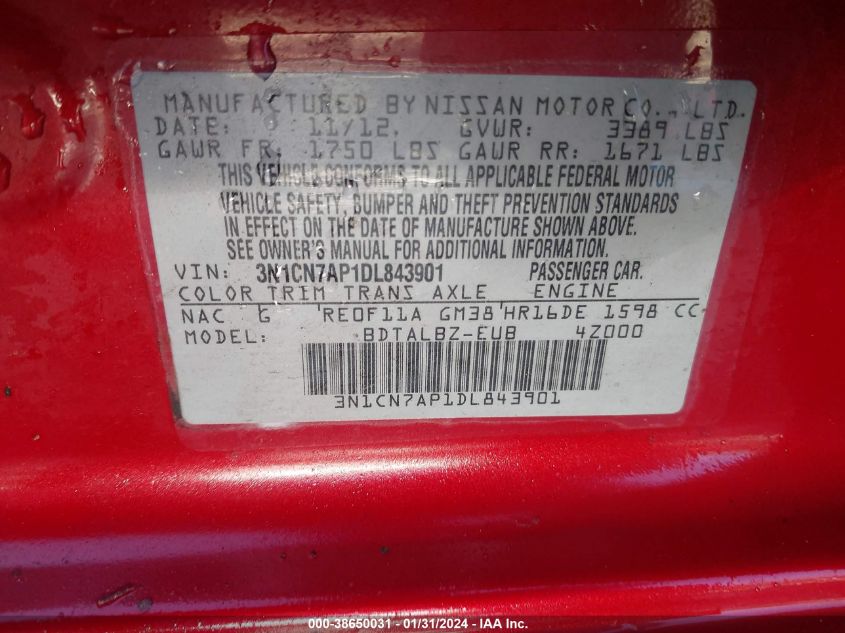 MANUFACTURED BY NISSAN MOTOR CO., LTD.
DATE: 11/12. GVWR: 3389 LBS
GAWR FR: 1750 LBS GAWR RR: 1671 LBS
THIS VEHICLE CONFORMS TO ALL APPLICABLE FEDERAL MOTOR
VEHICLE SAFETY, BUMPER AND THEFT PREVENTION STANDARDS
IN EFFECT ON THE DATE OF MANUFACTURE SHOWN ABOVE.
SEE OWNER'S MANUAL FOR ADDITIONAL INFORMATION.
VIN: 3N1CN7AP1DL843901 PASSENGER CAR.
COLOR TRIM TRANS AXLE ENGINE
NAC G RE0F11A GM38 HR16DE 1598 CC
MODEL: BDTALBZ-EUB 4Z000
3N1CN7AP1DL843901
000-38650031 - 01/31/2024 - IAA Inc.